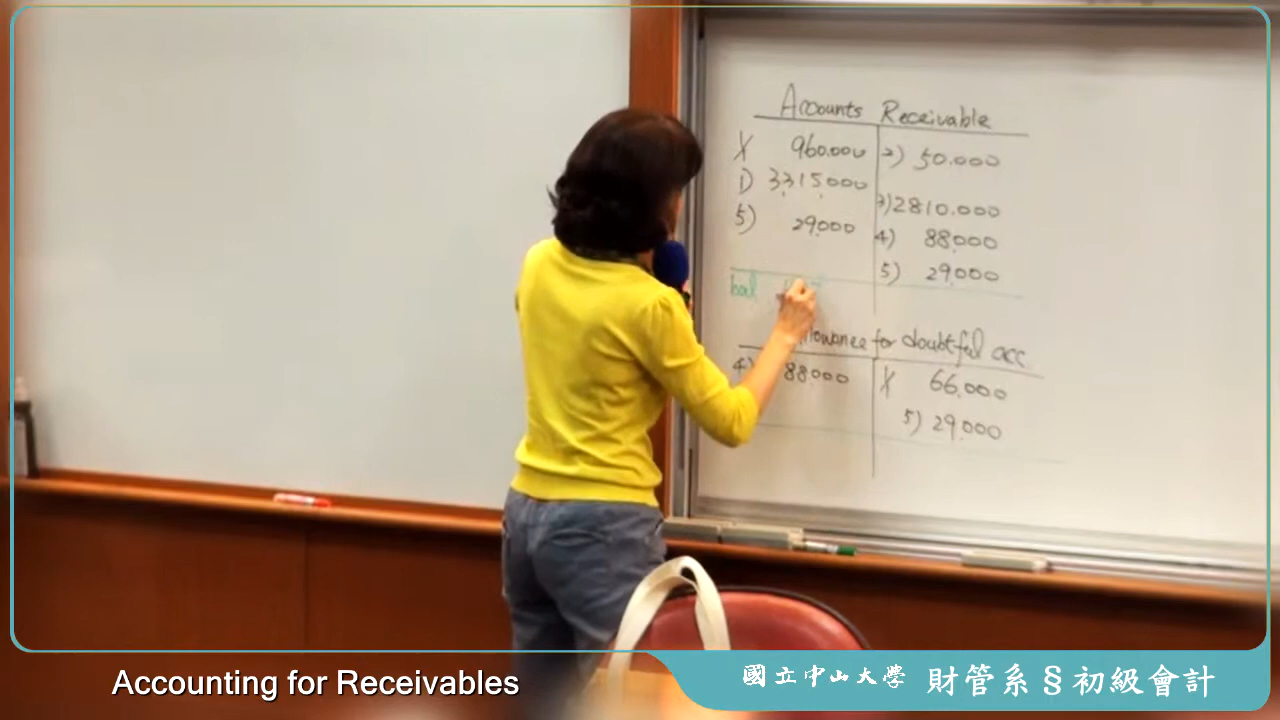 Accounts Receivable
X 960.000 2) 50.000
1) 3,315,000 3) 2810.000
5) 29,000 4) 88,000
5) 29,000
bal
llowance for doubtful acc
4) 88,000 X 66,000
5) 29,000
Accounting for Receivables
國立中山大學 財管系§初級會計